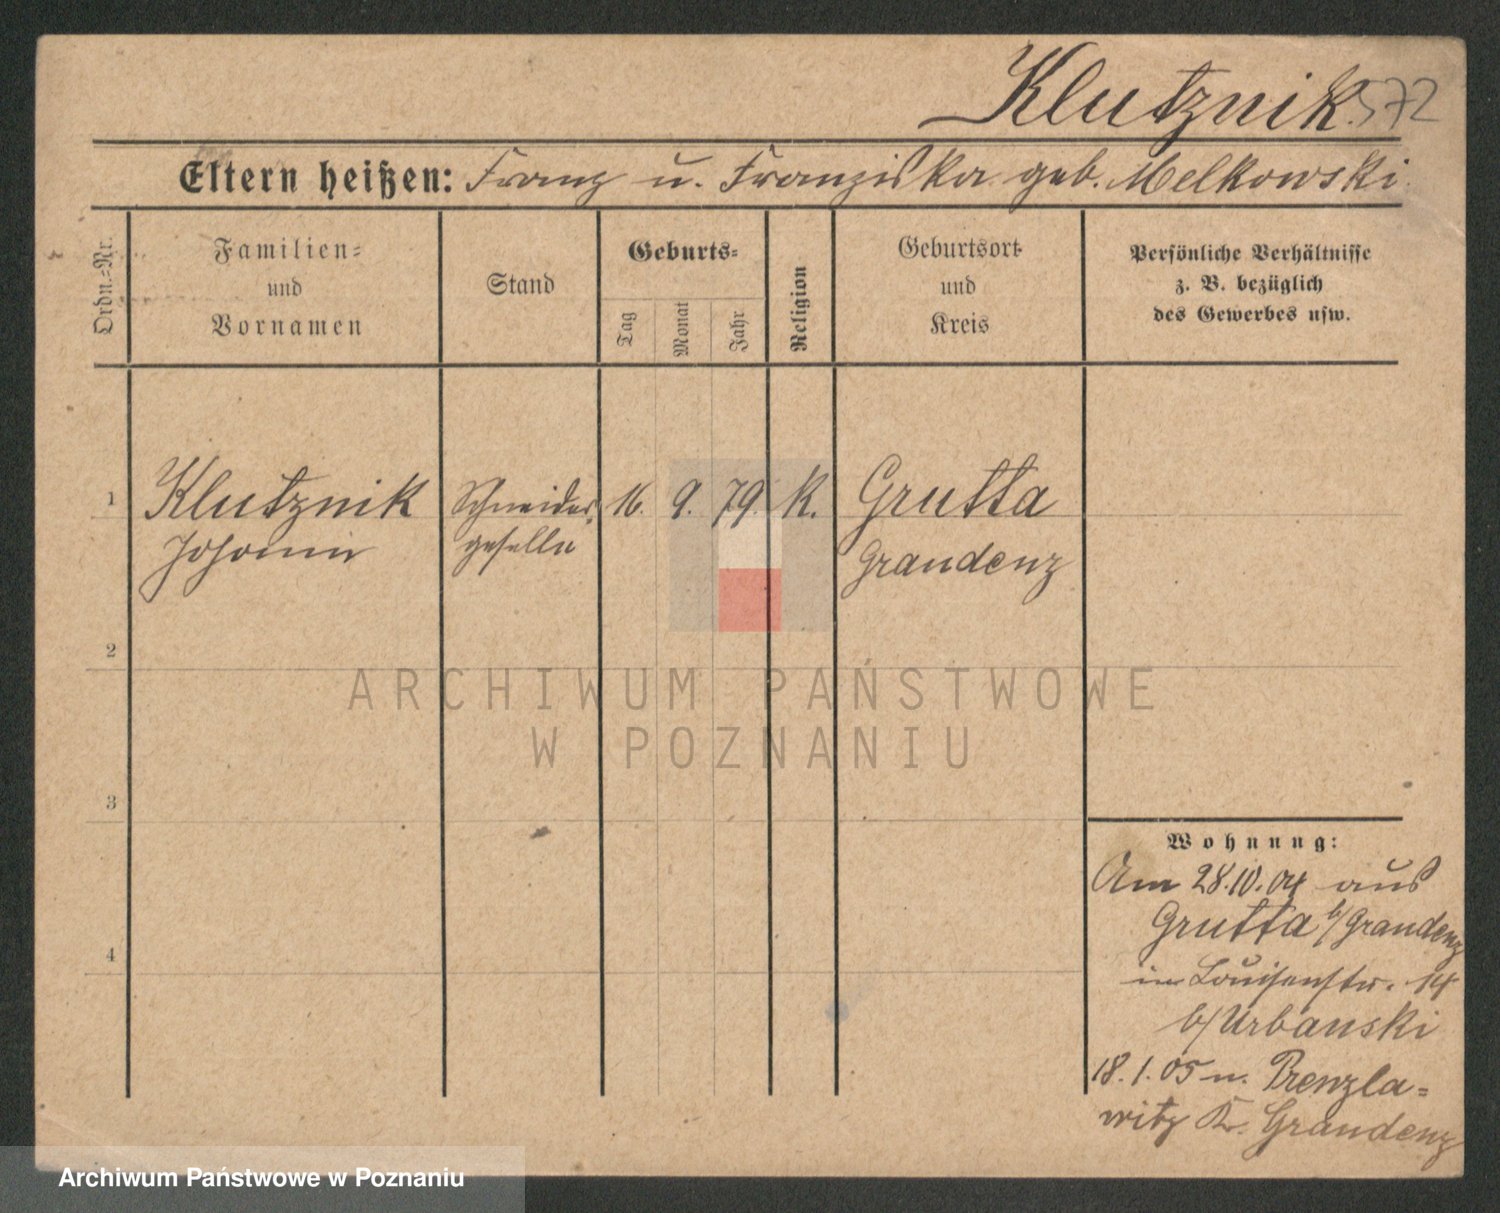 Klutznik. 572
Eltern heißen: Franz u. Franziska geb. Melkowski.
Ordn.=Nr.
Familien=
und
Vornamen
Stand
Geburts=
Tag
Monat
Jahr
Religion
Geburtsort
und
Kreis
Persönliche Verhältnisse
z. B. bezüglich
des Gewerbes usw.
1
Klutznik
Johann
Schneider,
geselle
16. 9. 79. K.
Grutta
Graudenz
2
ARCHIWUM PAŃSTWOWE
W POZNANIU
3
4
Wohnung:
Am 28.10.04 aus
Grutta b/Graudenz
in Louisenstr. 14
b/Urbanski
18.1.05 n. Prenzla=
witz Kr. Graudenz
Archiwum Państwowe w Poznaniu